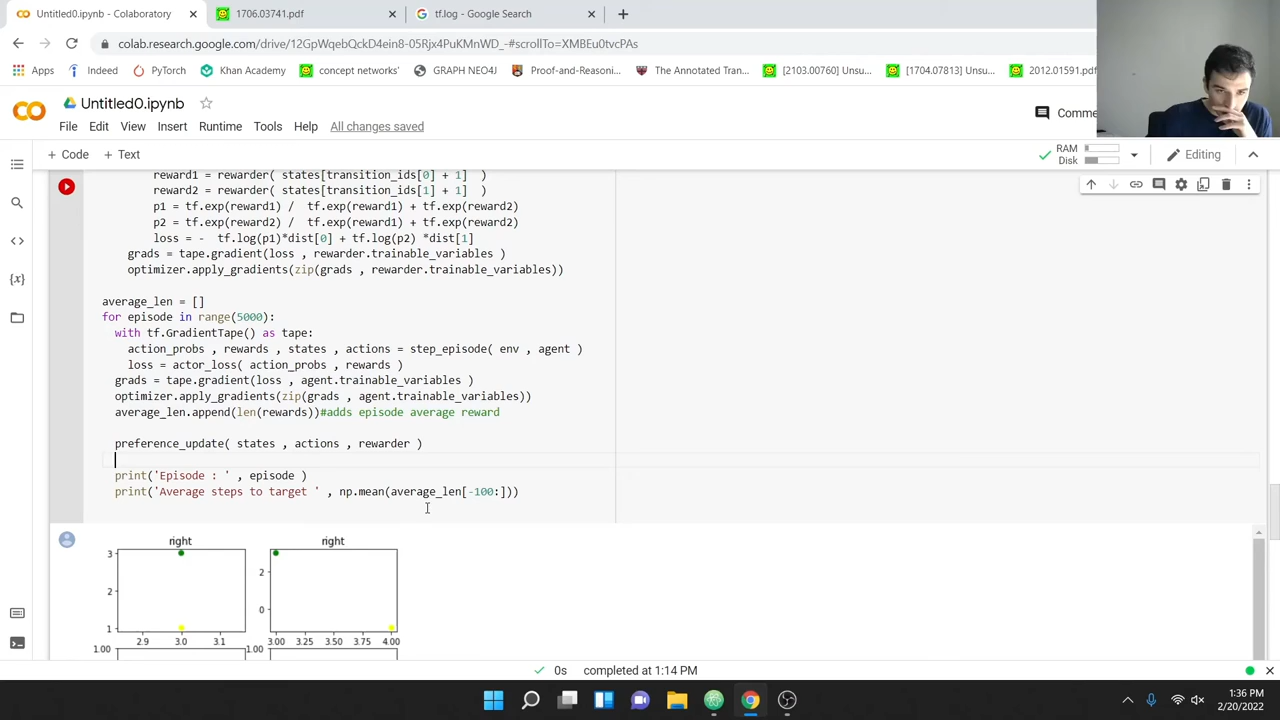 Untitled0.ipynb - Colaboratory
1706.03741.pdf
tf.log - Google Search
colab.research.google.com/drive/12GpWqebQckD4ein8-05Rjx4PuKMnWD_-#scrollTo=XMBEu0tvcPAs
Apps
Indeed
PyTorch
Khan Academy
concept networks'
GRAPH NEO4J
Proof-and-Reasoni...
The Annotated Tran...
[2103.00760] Unsu...
[1704.07813] Unsu...
2012.01591.pdf
Untitled0.ipynb
File Edit View Insert Runtime Tools Help All changes saved
Comme
+ Code + Text
RAM
Disk
Editing
reward1 = rewarder( states[transition_ids[0] + 1] )
reward2 = rewarder( states[transition_ids[1] + 1] )
p1 = tf.exp(reward1) / tf.exp(reward1) + tf.exp(reward2)
p2 = tf.exp(reward2) / tf.exp(reward1) + tf.exp(reward2)
loss = - tf.log(p1)*dist[0] + tf.log(p2) *dist[1]
grads = tape.gradient(loss , rewarder.trainable_variables )
optimizer.apply_gradients(zip(grads , rewarder.trainable_variables))
average_len = []
for episode in range(5000):
with tf.GradientTape() as tape:
action_probs , rewards , states , actions = step_episode( env , agent )
loss = actor_loss( action_probs , rewards )
grads = tape.gradient(loss , agent.trainable_variables )
optimizer.apply_gradients(zip(grads , agent.trainable_variables))
average_len.append(len(rewards))#adds episode average reward
preference_update( states , actions , rewarder )
print('Episode : ' , episode )
print('Average steps to target ' , np.mean(average_len[-100:]))
right right
3 2 1
2 0
2.9 3.0 3.1 3.00 3.25 3.50 3.75 4.00
1.00 1.00
0s completed at 1:14 PM
1:36 PM
2/20/2022